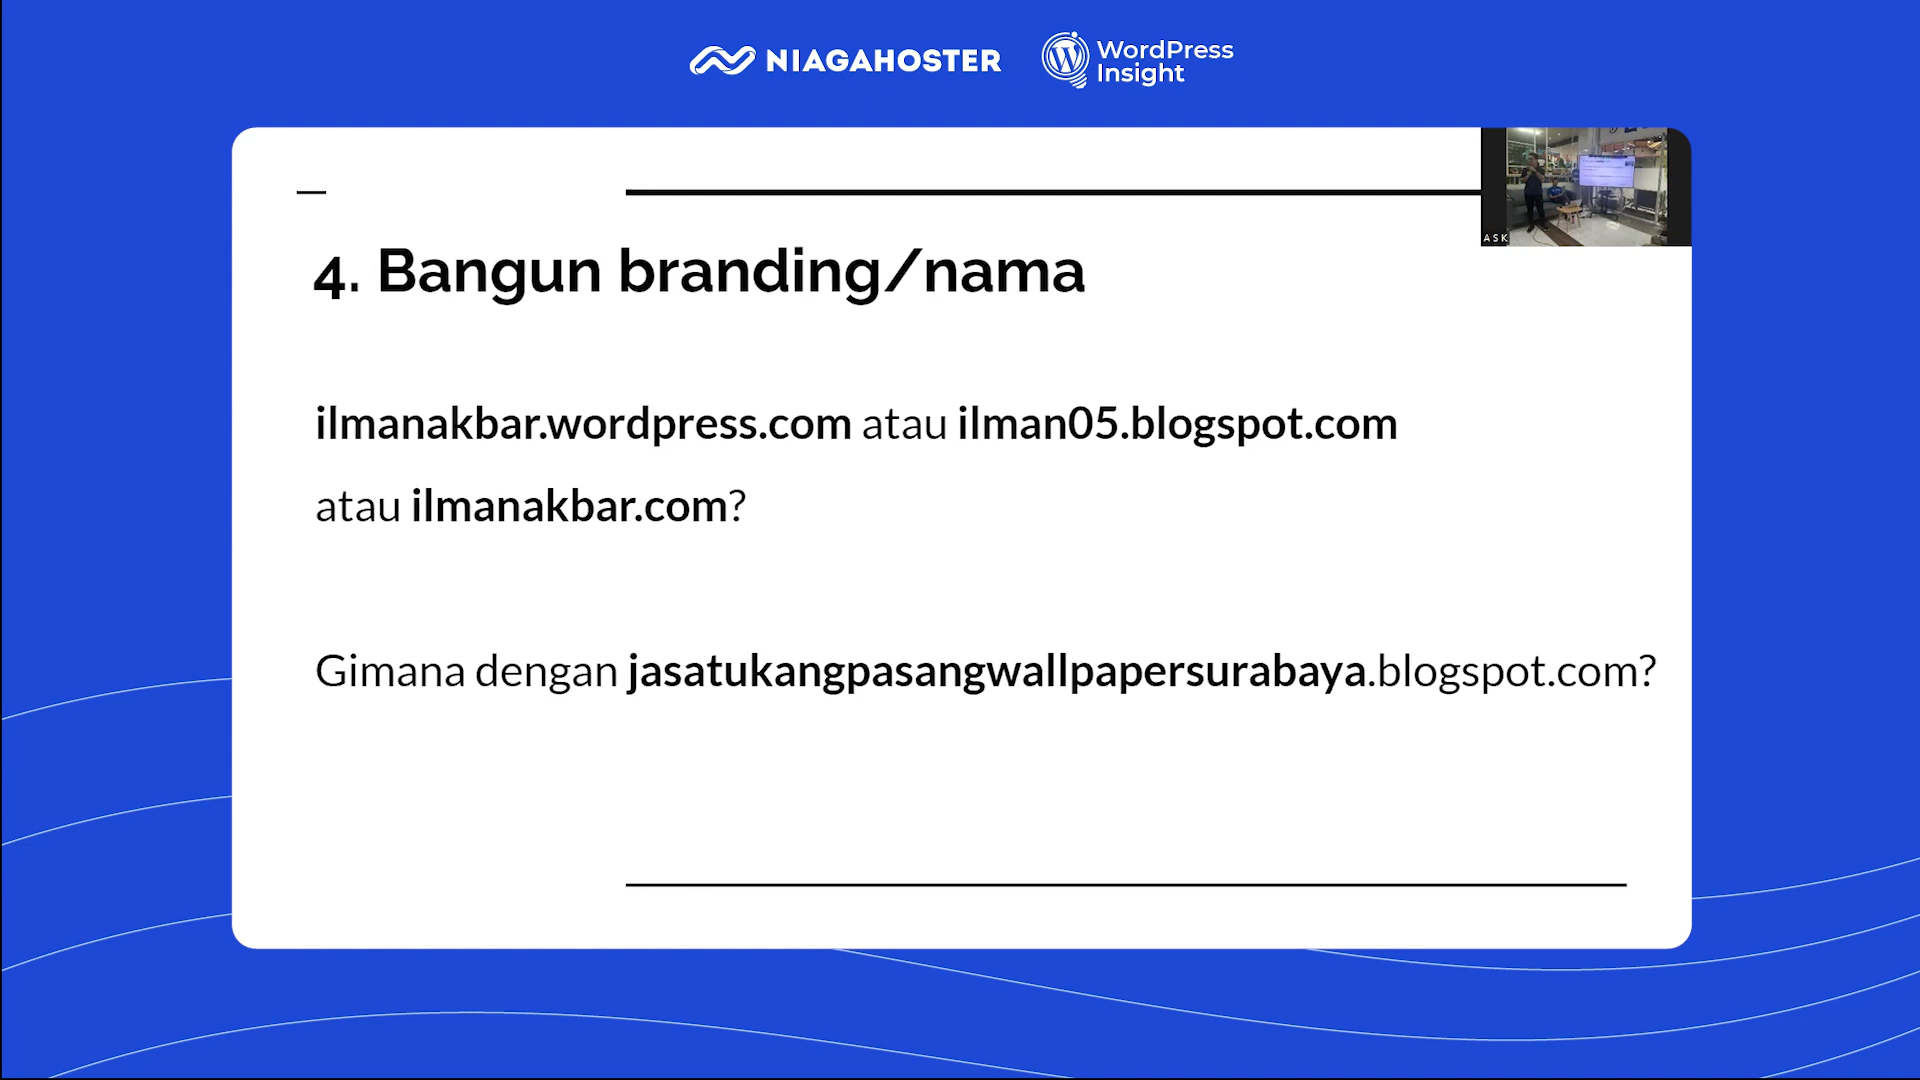 NIAGAHOSTER
WordPress
Insight
ASK
4. Bangun branding/nama
ilmanakbar.wordpress.com atau ilman05.blogspot.com
atau ilmanakbar.com?
Gimana dengan jasatukangpasangwallpapersurabaya.blogspot.com?